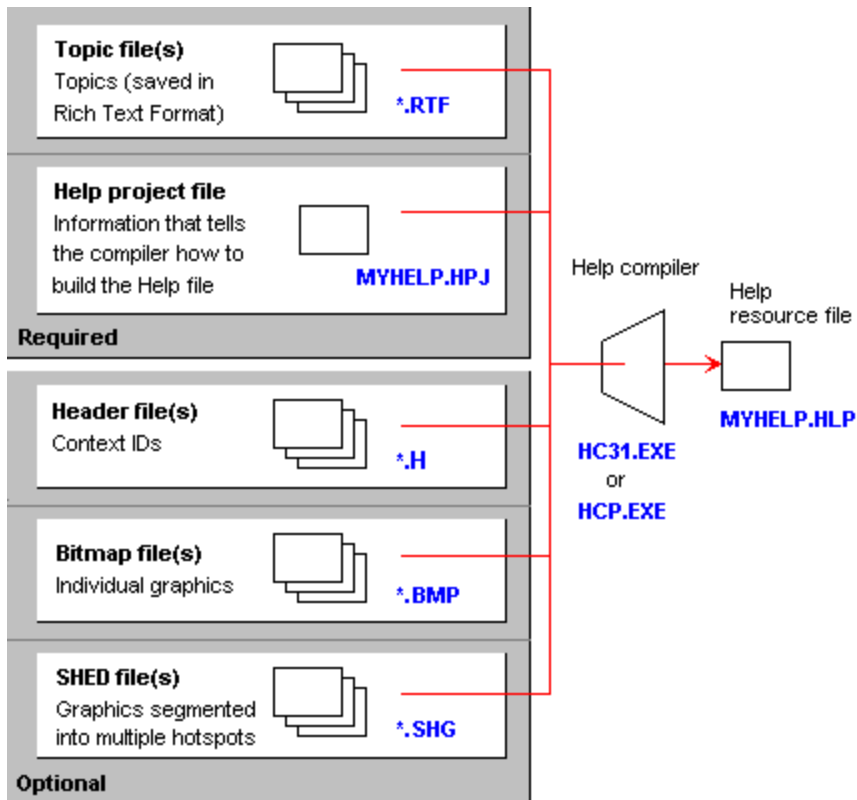 Topic file(s)
Topics (saved in
Rich Text Format)
*.RTF
Help project file
Information that tells
the compiler how to
build the Help file
MYHELP.HPJ
Required
Header file(s)
Context IDs
*.H
Bitmap file(s)
Individual graphics
*.BMP
SHED file(s)
Graphics segmented
into multiple hotspots
*.SHG
Optional
Help compiler
HC31.EXE
or
HCP.EXE
Help
resource file
MYHELP.HLP